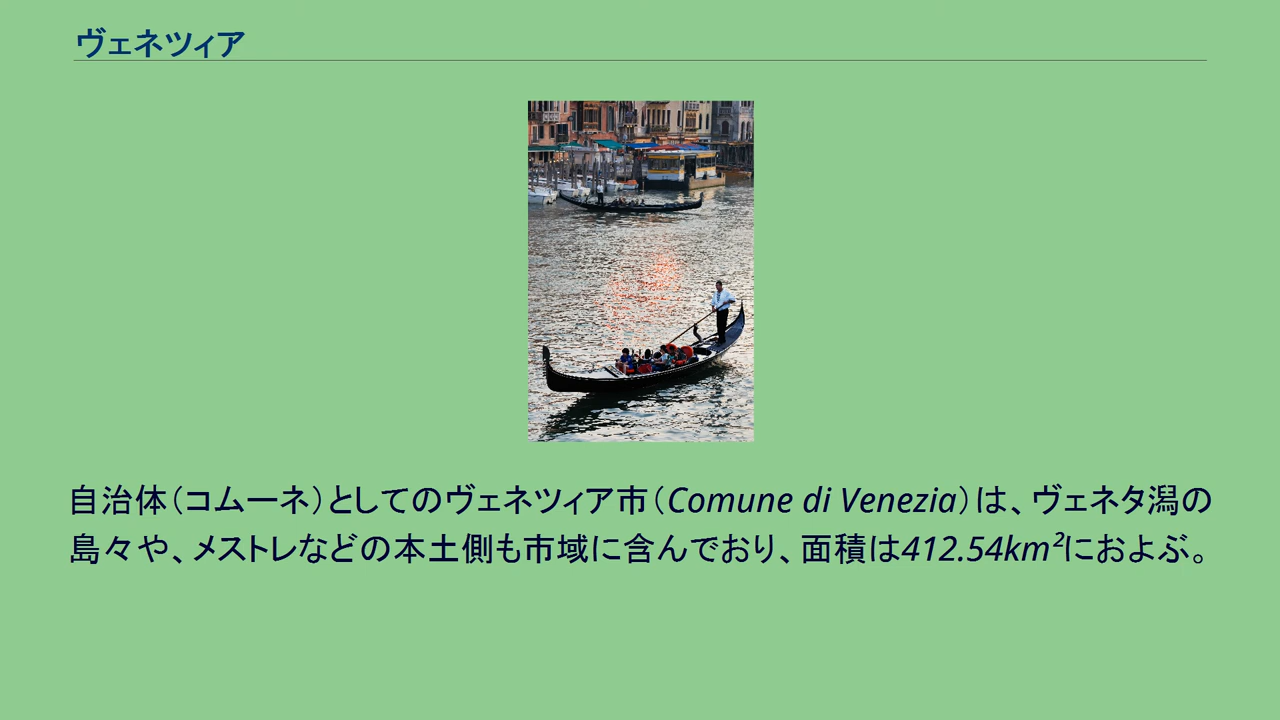 ヴェネツィア
自治体（コムーネ）としてのヴェネツィア市（Comune di Venezia）は、ヴェネタ潟の
島々や、メストレなどの本土側も市域に含んでおり、面積は412.54km²におよぶ。